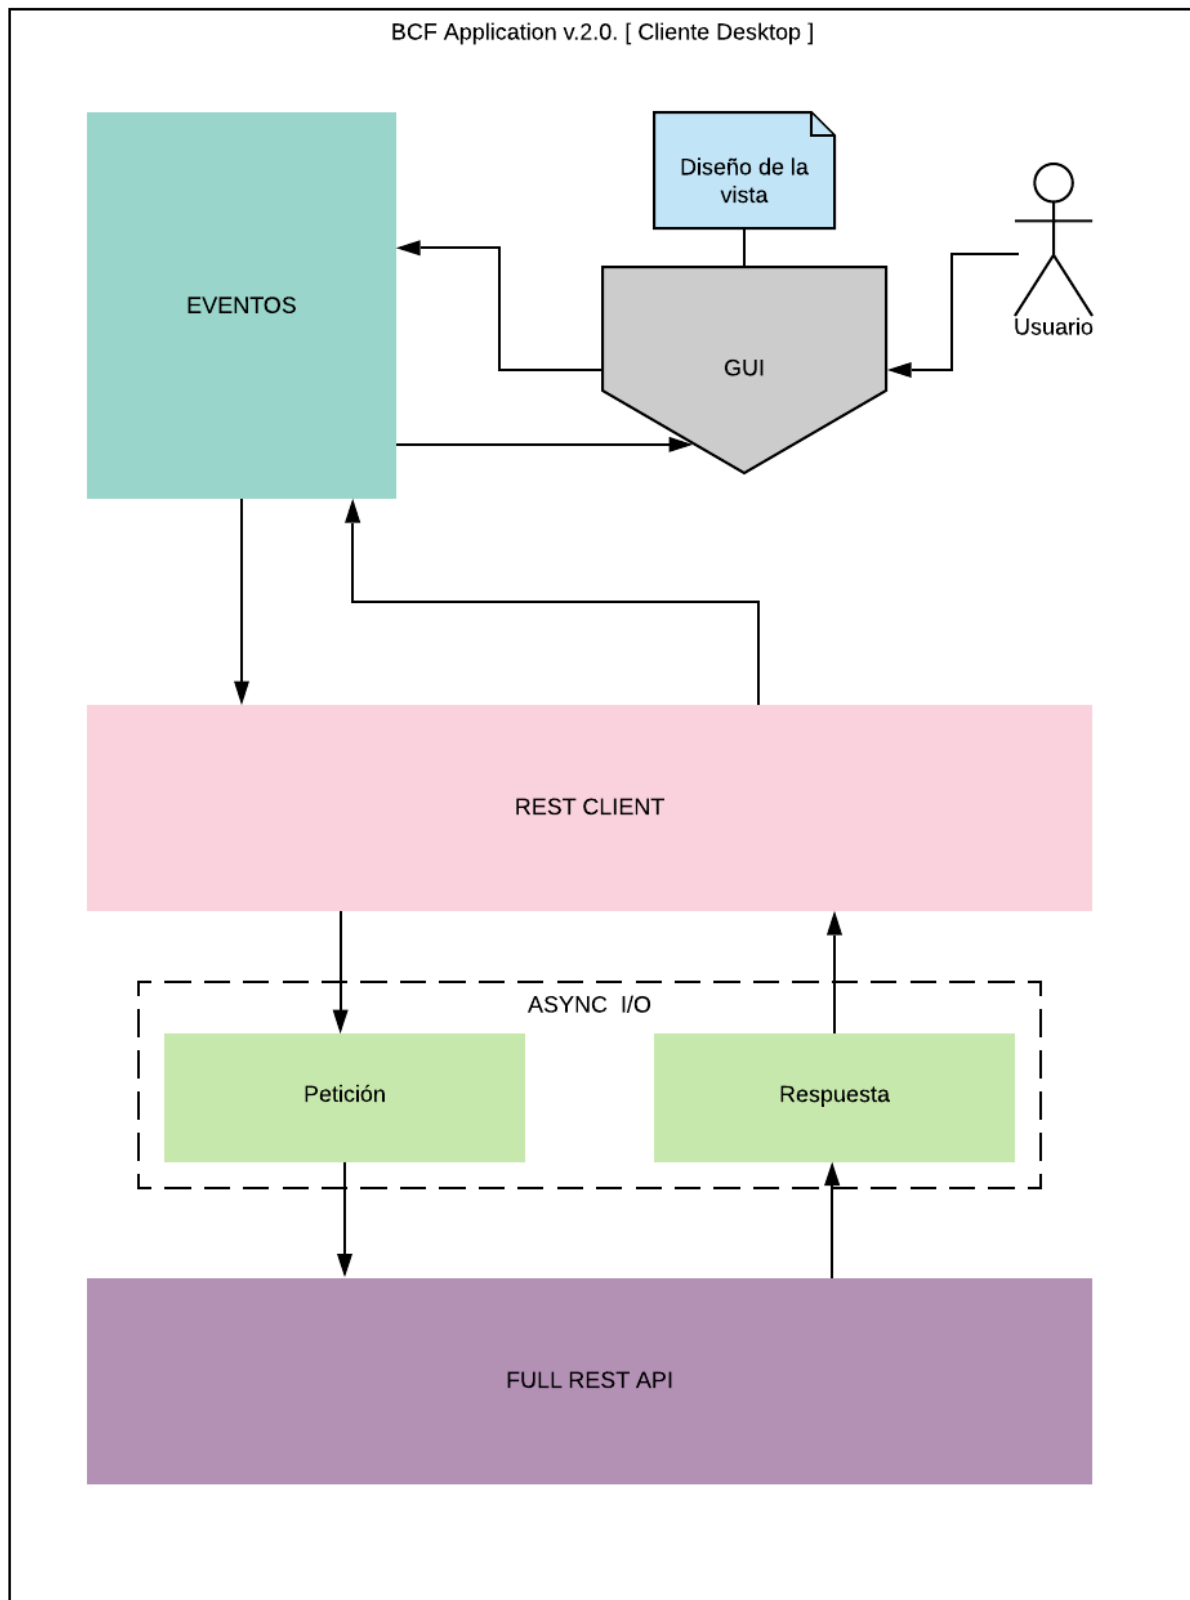 BCF Application v.2.0. [ Cliente Desktop ]
Diseño de la
vista
EVENTOS
GUI
Usuario
REST CLIENT
ASYNC  I/O
Petición
Respuesta
FULL REST API